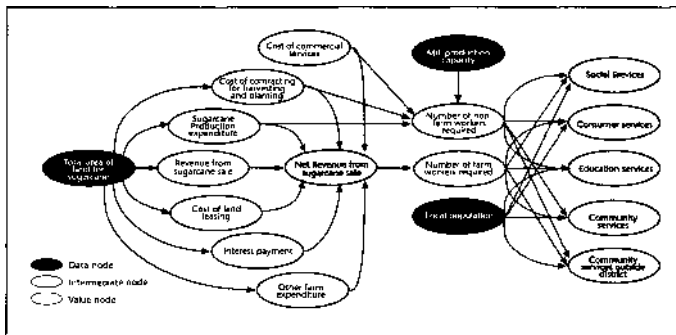 Cost of commercial
services
Mill production
capacity
Cost of contracting
for harvesting
and planning
Social Services
Sugarcane
Production
expenditure
Number of non
farm workers
required
Consumer services
Total area of
land for
sugarcane
Revenue from
sugarcane sale
Net Revenue from
sugarcane sale
Number of farm
workers required
Education services
Cost of land
leasing
Local population
Community
services
Interest payment
Community
services outside
district
Other farm
expenditure
Data node
Intermediate node
Value node